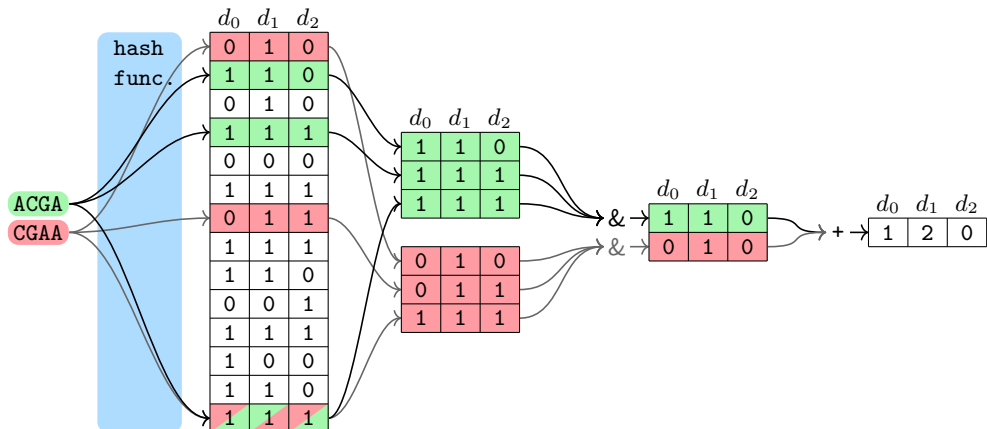 hash
func.
ACGA
CGAA
d0 d1 d2
0 1 0
1 1 0
0 1 0
1 1 1
0 0 0
1 1 1
0 1 1
1 1 1
1 1 0
0 0 1
1 1 1
1 0 0
1 1 0
1 1 1
d0 d1 d2
1 1 0
1 1 1
1 1 1
0 1 0
0 1 1
1 1 1
&
&
d0 d1 d2
1 1 0
0 1 0
+
d0 d1 d2
1 2 0